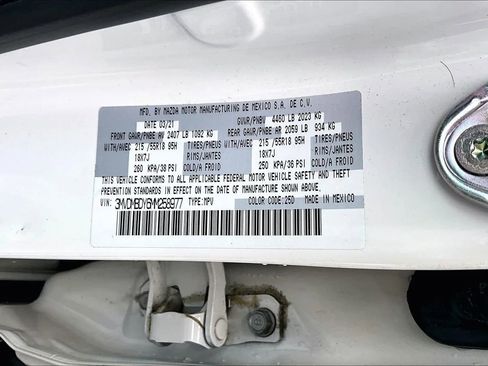 MFD. BY MAZDA MOTOR MANUFACTURING DE MEXICO S.A. DE C.V.
DATE 03/21 GVWR/PNBV 4460 LB 2023 KG
FRONT GAWR/PNBE AV 2407 LB 1092 KG REAR GAWR/PNBE AR 2059 LB 934 KG
WITH/AVEC 215 /55R18 95H TIRES/PNEUS WITH/AVEC 215 /55R18 95H TIRES/PNEUS
18X7J RIMS/JANTES 18X7J RIMS/JANTES
260 KPA/38 PSI COLD/A FROID 250 KPA/36 PSI COLD/A FROID
THIS VEHICLE CONFORMS TO ALL APPLICABLE FEDERAL MOTOR VEHICLE SAFETY AND THEFT
PREVENTION STANDARDS IN EFFECT ON THE DATE OF MANUFACTURE SHOWN ABOVE.
VIN: 3MVDMBDY6MM258977 TYPE: MPV COLOR CODE: 25D MADE IN MEXICO